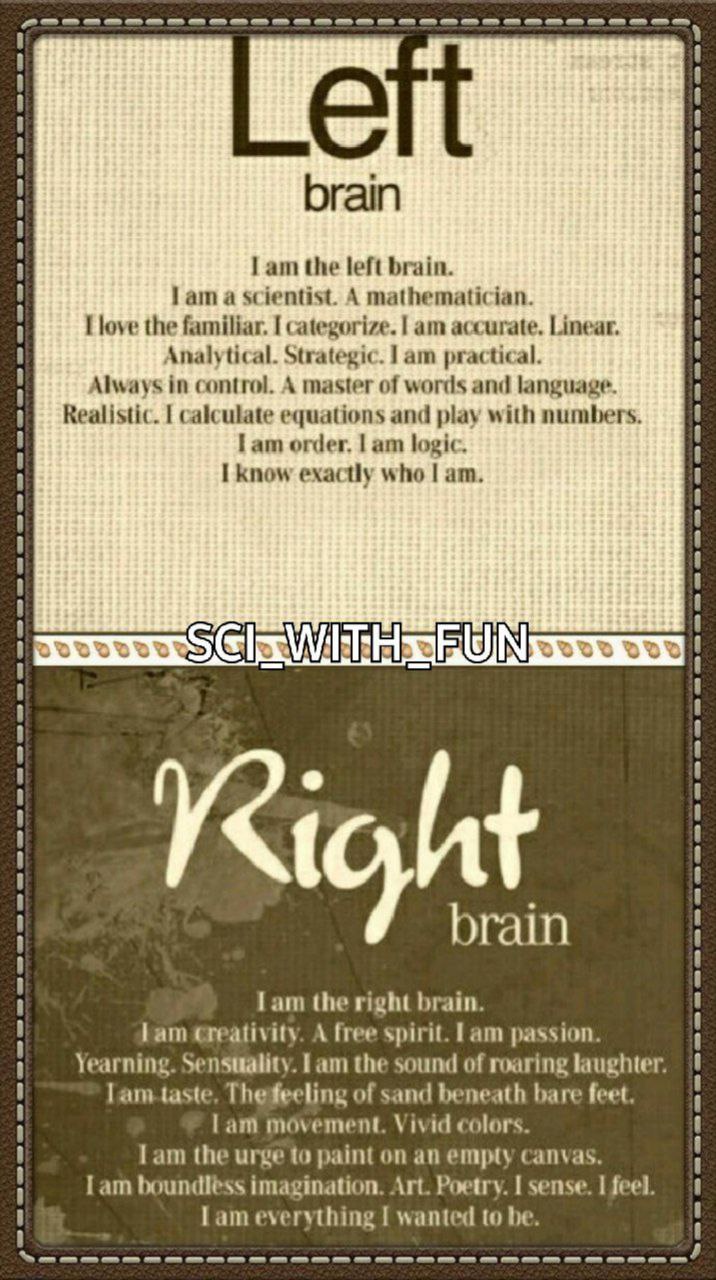 Left
brain
I am the left brain.
I am a scientist. A mathematician.
I love the familiar. I categorize. I am accurate. Linear.
Analytical. Strategic. I am practical.
Always in control. A master of words and language.
Realistic. I calculate equations and play with numbers.
I am order. I am logic.
I know exactly who I am.
SCI_WITH_FUN
Right
brain
I am the right brain.
I am creativity. A free spirit. I am passion.
Yearning. Sensuality. I am the sound of roaring laughter.
I am taste. The feeling of sand beneath bare feet.
I am movement. Vivid colors.
I am the urge to paint on an empty canvas.
I am boundless imagination. Art. Poetry. I sense. I feel.
I am everything I wanted to be.